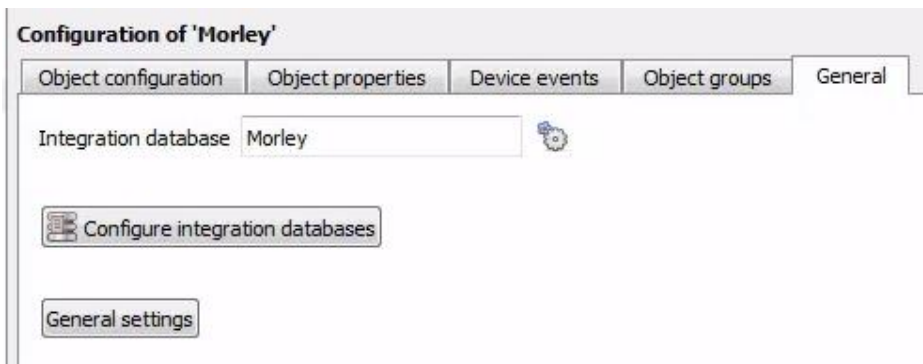 Configuration of 'Morley'
Object configuration Object properties Device events Object groups General
Integration database Morley
Configure integration databases
General settings